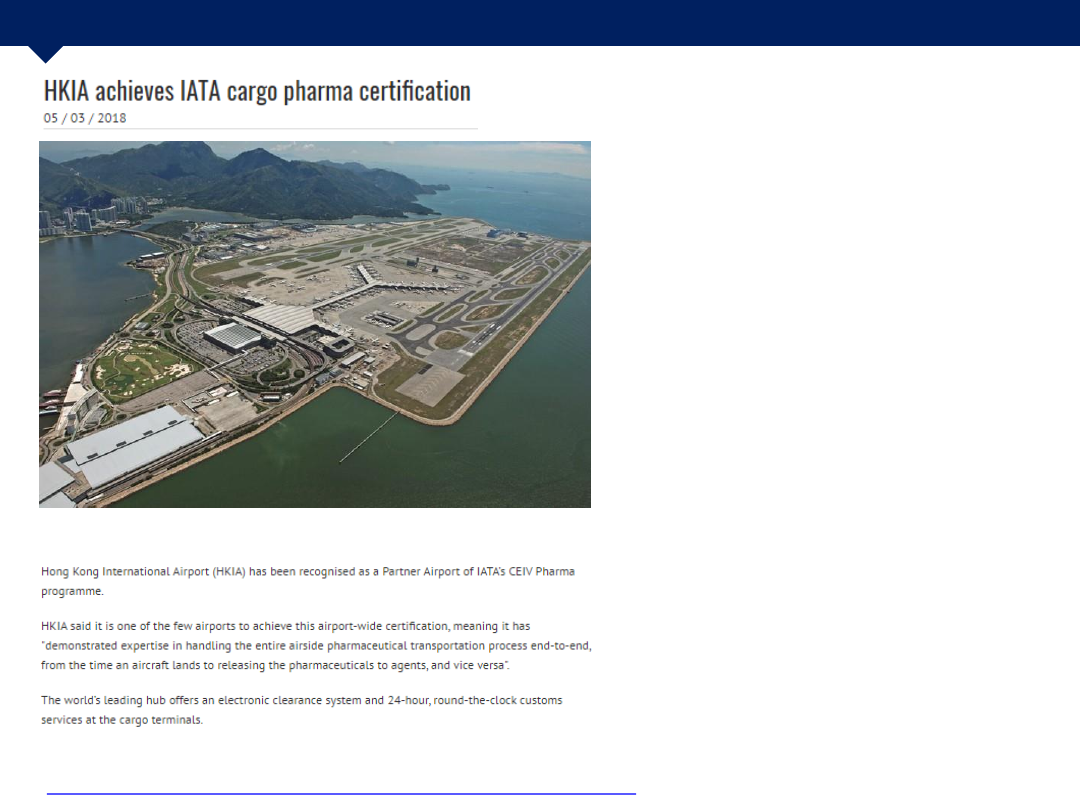 HKIA achieves IATA cargo pharma certification
05 / 03 / 2018
Hong Kong International Airport (HKIA) has been recognised as a Partner Airport of IATA's CEIV Pharma
programme.
HKIA said it is one of the few airports to achieve this airport-wide certification, meaning it has
"demonstrated expertise in handling the entire airside pharmaceutical transportation process end-to-end,
from the time an aircraft lands to releasing the pharmaceuticals to agents, and vice versa".
The world's leading hub offers an electronic clearance system and 24-hour, round-the-clock customs
services at the cargo terminals.